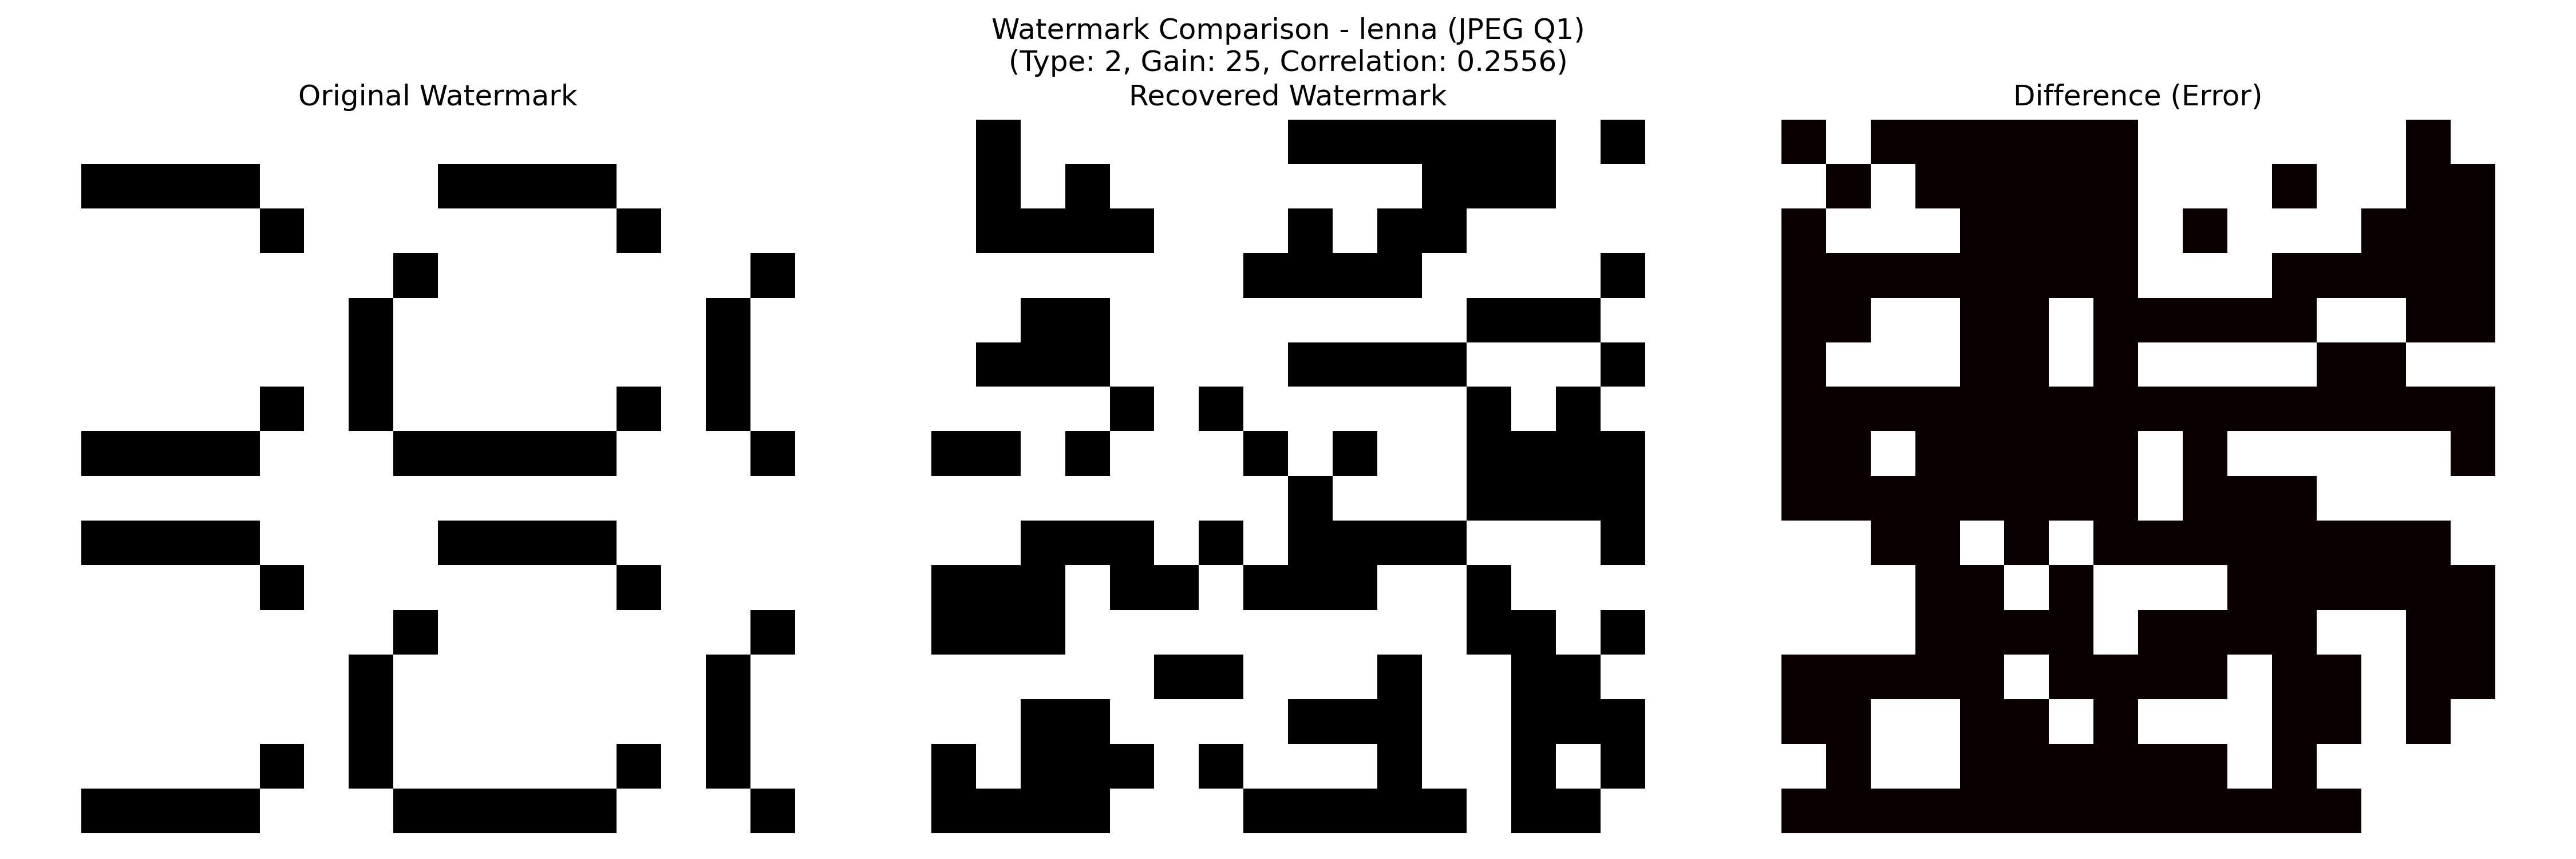 Watermark Comparison - lenna (JPEG Q1)
(Type: 2, Gain: 25, Correlation: 0.2556)
Original Watermark
Recovered Watermark
Difference (Error)